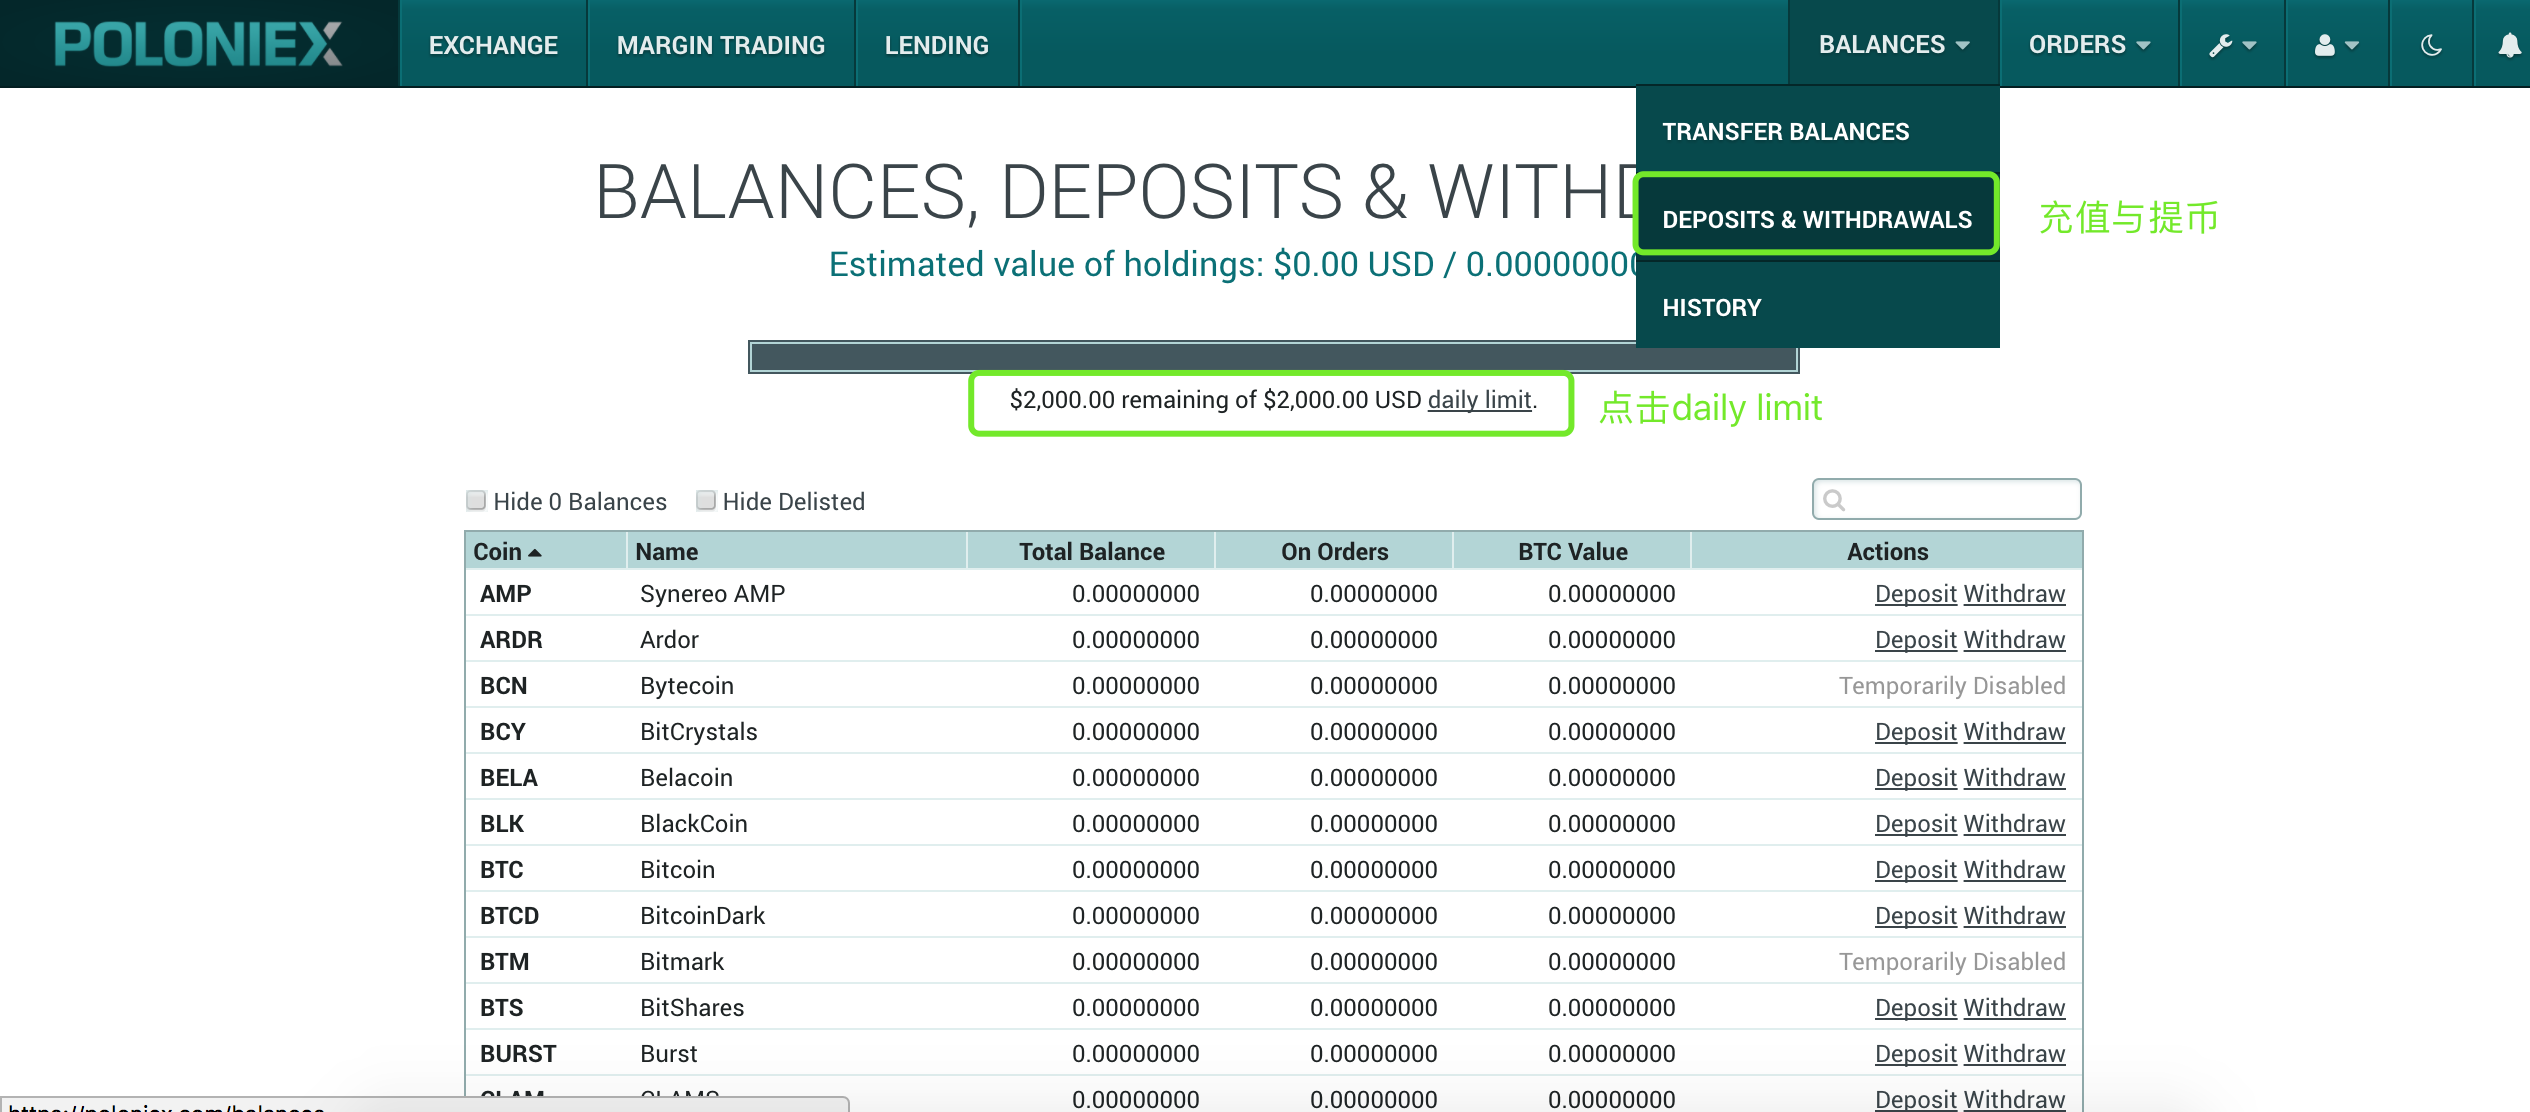 POLONIEX EXCHANGE MARGIN TRADING LENDING BALANCES ORDERS
TRANSFER BALANCES
BALANCES, DEPOSITS & WITHD
DEPOSITS & WITHDRAWALS 充值与提币
Estimated value of holdings: $0.00 USD / 0.0000000
HISTORY
$2,000.00 remaining of $2,000.00 USD daily limit. 点击daily limit
Hide 0 Balances Hide Delisted
Coin Name Total Balance On Orders BTC Value Actions
AMP Synereo AMP 0.00000000 0.00000000 0.00000000 Deposit Withdraw
ARDR Ardor 0.00000000 0.00000000 0.00000000 Deposit Withdraw
BCN Bytecoin 0.00000000 0.00000000 0.00000000 Temporarily Disabled
BCY BitCrystals 0.00000000 0.00000000 0.00000000 Deposit Withdraw
BELA Belacoin 0.00000000 0.00000000 0.00000000 Deposit Withdraw
BLK BlackCoin 0.00000000 0.00000000 0.00000000 Deposit Withdraw
BTC Bitcoin 0.00000000 0.00000000 0.00000000 Deposit Withdraw
BTCD BitcoinDark 0.00000000 0.00000000 0.00000000 Deposit Withdraw
BTM Bitmark 0.00000000 0.00000000 0.00000000 Temporarily Disabled
BTS BitShares 0.00000000 0.00000000 0.00000000 Deposit Withdraw
BURST Burst 0.00000000 0.00000000 0.00000000 Deposit Withdraw
CLAM CLAMS 0.00000000 0.00000000 0.00000000 Deposit Withdraw
https://poloniex.com/balances